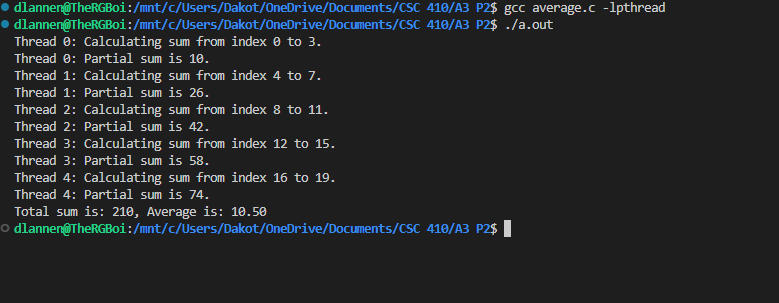 dlannen@TheRGBoi:/mnt/c/Users/Dakot/OneDrive/Documents/CSC 410/A3 P2$ gcc average.c -lpthread
dlannen@TheRGBoi:/mnt/c/Users/Dakot/OneDrive/Documents/CSC 410/A3 P2$ ./a.out
Thread 0: Calculating sum from index 0 to 3.
Thread 0: Partial sum is 10.
Thread 1: Calculating sum from index 4 to 7.
Thread 1: Partial sum is 26.
Thread 2: Calculating sum from index 8 to 11.
Thread 2: Partial sum is 42.
Thread 3: Calculating sum from index 12 to 15.
Thread 3: Partial sum is 58.
Thread 4: Calculating sum from index 16 to 19.
Thread 4: Partial sum is 74.
Total sum is: 210, Average is: 10.50
dlannen@TheRGBoi:/mnt/c/Users/Dakot/OneDrive/Documents/CSC 410/A3 P2$